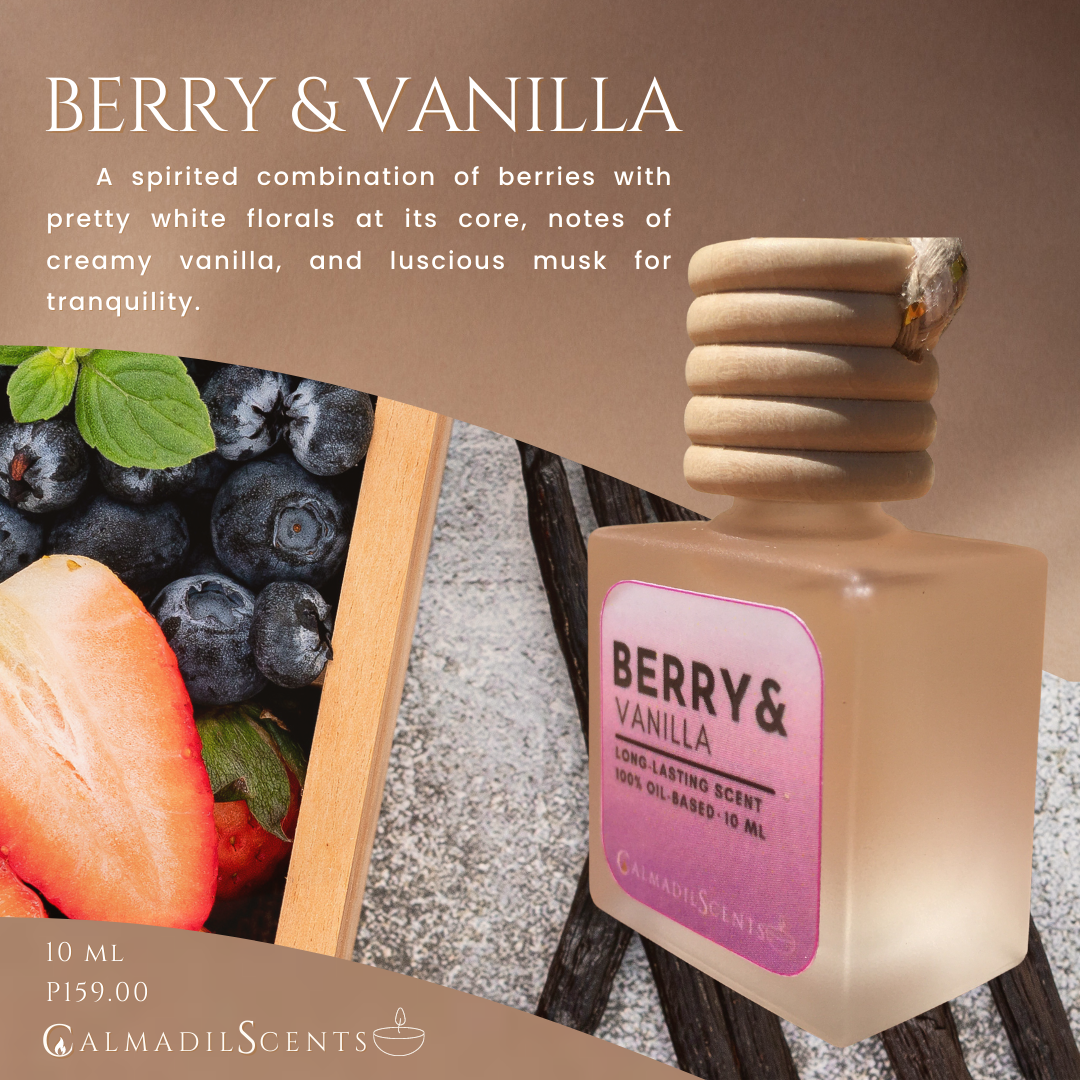 BERRY & VANILLA
A spirited combination of berries with
pretty white florals at its core, notes of
creamy vanilla, and luscious musk for
tranquility.
BERRY&
VANILLA
LONG-LASTING SCENT
100% OIL-BASED·10 ML
CALMADILSCENTS
10 ML
P159.00
CALMADILSCENTS